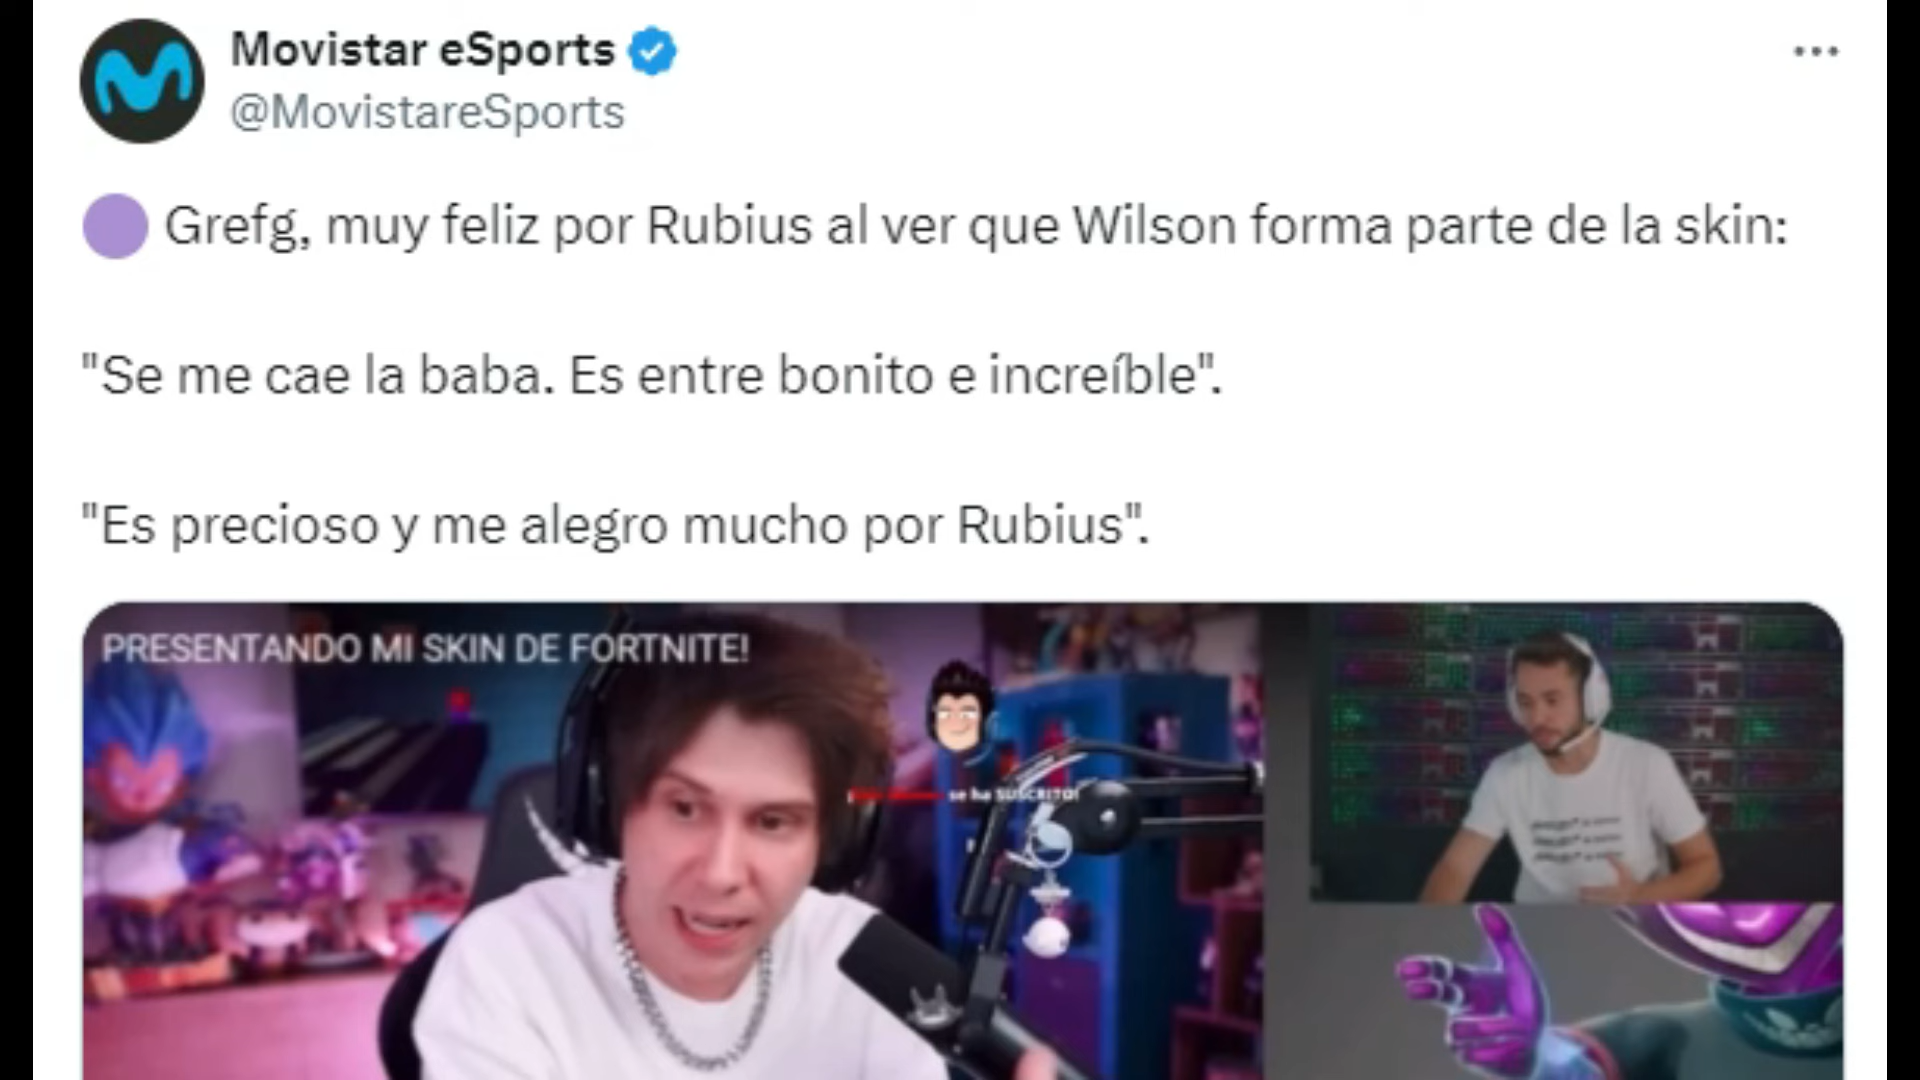 Movistar eSports
@MovistareSports
Grefg, muy feliz por Rubius al ver que Wilson forma parte de la skin:
"Se me cae la baba. Es entre bonito e increíble".
"Es precioso y me alegro mucho por Rubius".
PRESENTANDO MI SKIN DE FORTNITE!
se ha SUSCRITO!